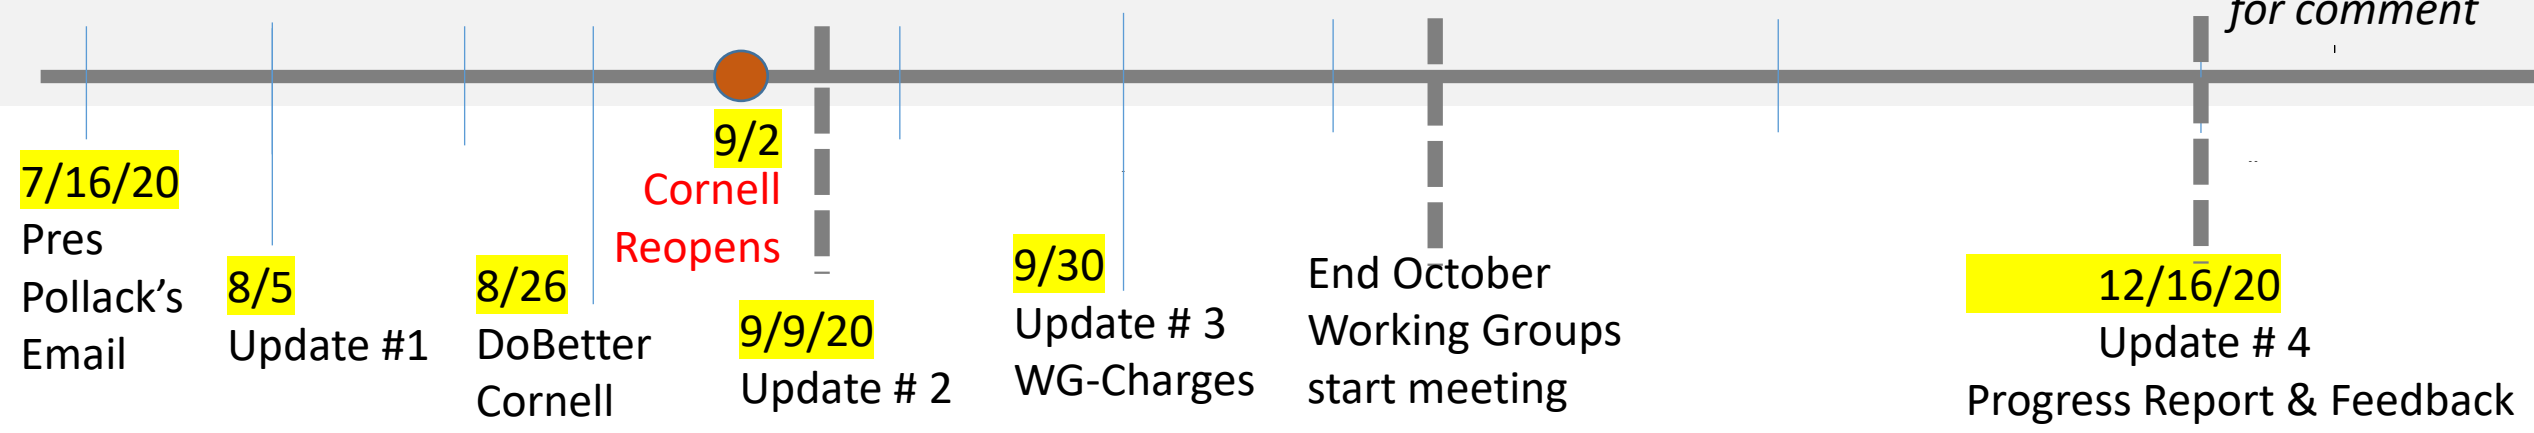 for comment
7/16/20
Pres
Pollack’s
Email
8/5
Update #1
8/26
DoBetter
Cornell
9/2
Cornell
Reopens
9/9/20
Update # 2
9/30
Update # 3
WG-Charges
End October
Working Groups
start meeting
12/16/20
Update # 4
Progress Report & Feedback